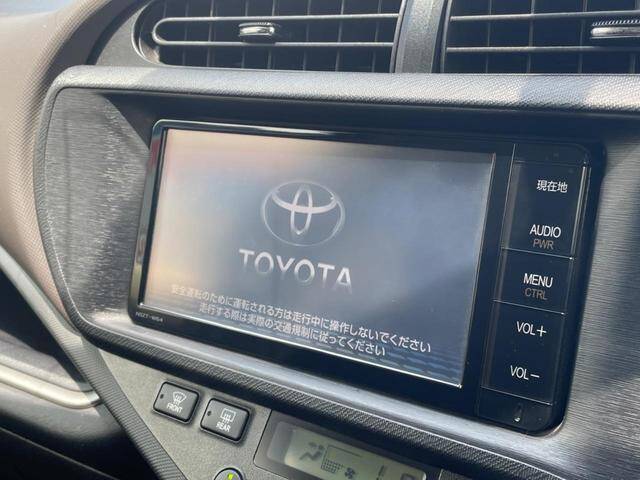 現在地
AUDIO
PWR
MENU
CTRL
VOL+
VOL-
TOYOTA
安全運転のために運転される方は走行中に操作しないでください
走行する際は実際の交通規制に従ってください
NSZT-W64
FRONT
REAR